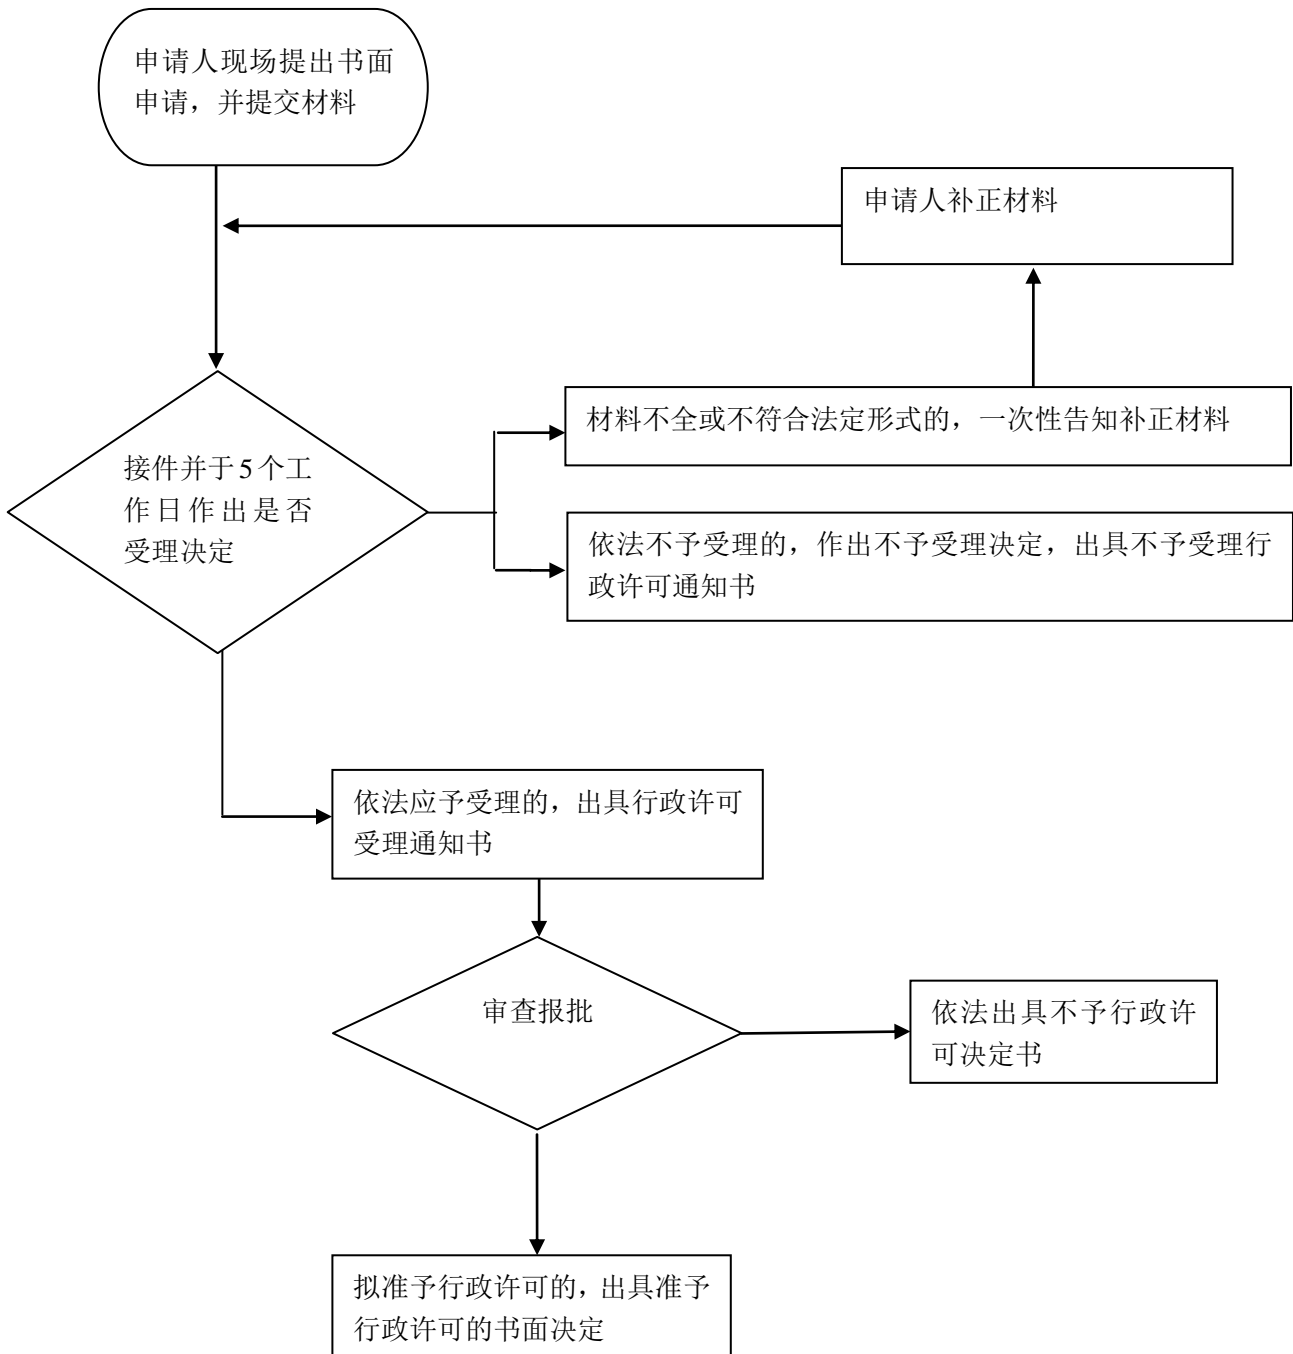 申请人现场提出书面
申请，并提交材料
申请人补正材料
材料不全或不符合法定形式的，一次性告知补正材料
接件并于5个工
作日作出是否
受理决定
依法不予受理的，作出不予受理决定，出具不予受理行
政许可通知书
依法应予受理的，出具行政许可
受理通知书
审查报批
依法出具不予行政许
可决定书
拟准予行政许可的，出具准予
行政许可的书面决定